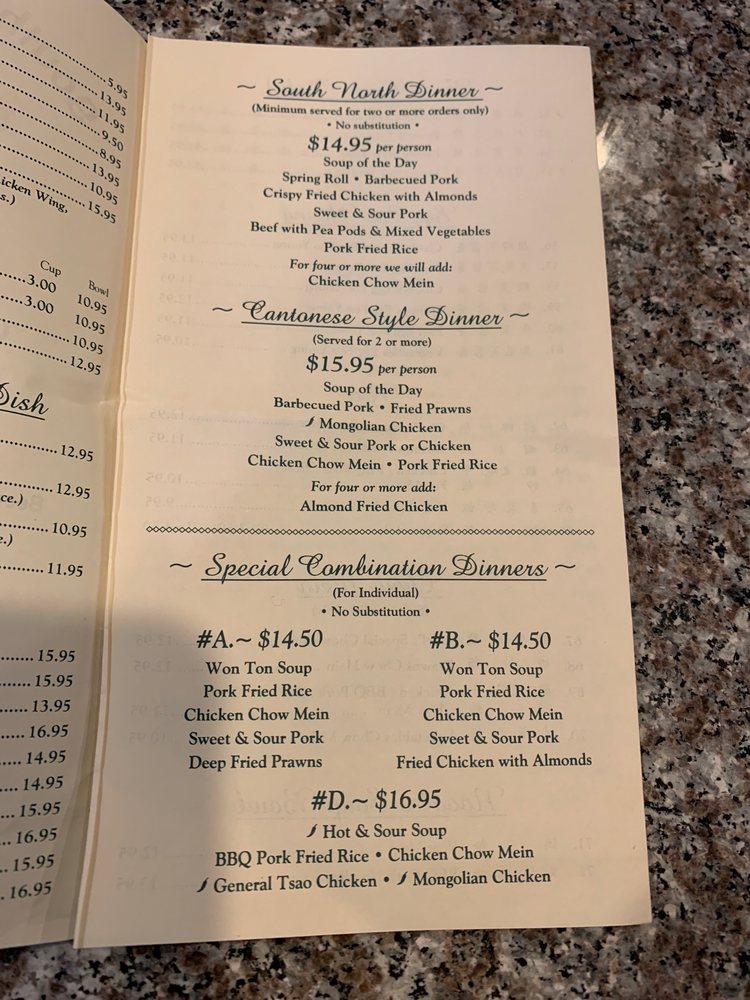 5.95
13.95
11.95
9.50
8.95
13.95
10.95
15.95
icken Wing,
s.)
Cup Bowl
3.00 10.95
3.00 10.95
10.95
12.95
Dish
12.95
12.95
ce.)
10.95
e.)
11.95
15.95
15.95
13.95
16.95
14.95
14.95
15.95
16.95
15.95
16.95
~ South North Dinner ~
(Minimum served for two or more orders only)
• No substitution •
$14.95 per person
Soup of the Day
Spring Roll • Barbecued Pork
Crispy Fried Chicken with Almonds
Sweet & Sour Pork
Beef with Pea Pods & Mixed Vegetables
Pork Fried Rice
For four or more we will add:
Chicken Chow Mein
~ Cantonese Style Dinner ~
(Served for 2 or more)
$15.95 per person
Soup of the Day
Barbecued Pork • Fried Prawns
Mongolian Chicken
Sweet & Sour Pork or Chicken
Chicken Chow Mein • Pork Fried Rice
For four or more add:
Almond Fried Chicken
~ Special Combination Dinners ~
(For Individual)
• No Substitution •
#A.~ $14.50
Won Ton Soup
Pork Fried Rice
Chicken Chow Mein
Sweet & Sour Pork
Deep Fried Prawns
#B.~ $14.50
Won Ton Soup
Pork Fried Rice
Chicken Chow Mein
Sweet & Sour Pork
Fried Chicken with Almonds
#D.~ $16.95
Hot & Sour Soup
BBQ Pork Fried Rice • Chicken Chow Mein
General Tsao Chicken • Mongolian Chicken